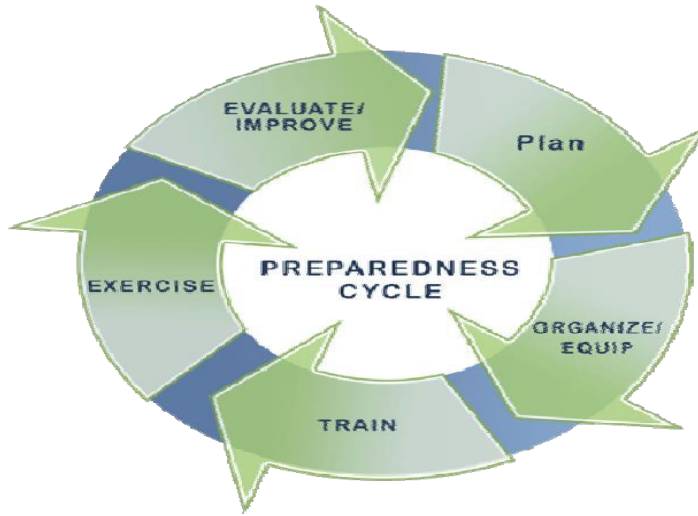 EVALUATE/
IMPROVE
Plan
PREPAREDNESS
CYCLE
EXERCISE
ORGANIZE/
EQUIP
TRAIN